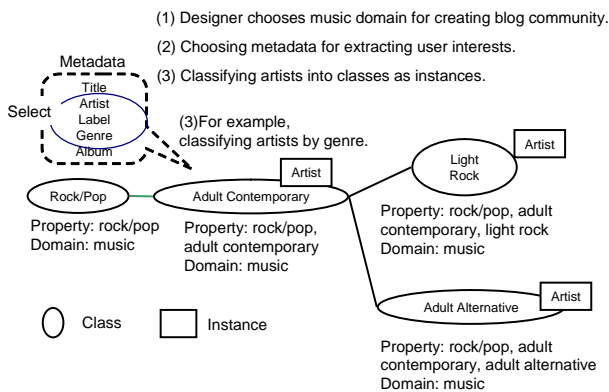 (1) Designer chooses music domain for creating blog community.
(2) Choosing metadata for extracting user interests.
(3) Classifying artists into classes as instances.
Metadata
Title
Artist
Label
Genre
Album
Select
(3)For example,
classifying artists by genre.
Rock/Pop
Property: rock/pop
Domain: music
Artist
Adult Contemporary
Property: rock/pop,
adult contemporary
Domain: music
Artist
Light
Rock
Property: rock/pop, adult
contemporary, light rock
Domain: music
Artist
Adult Alternative
Property: rock/pop, adult
contemporary, adult alternative
Domain: music
Class
Instance